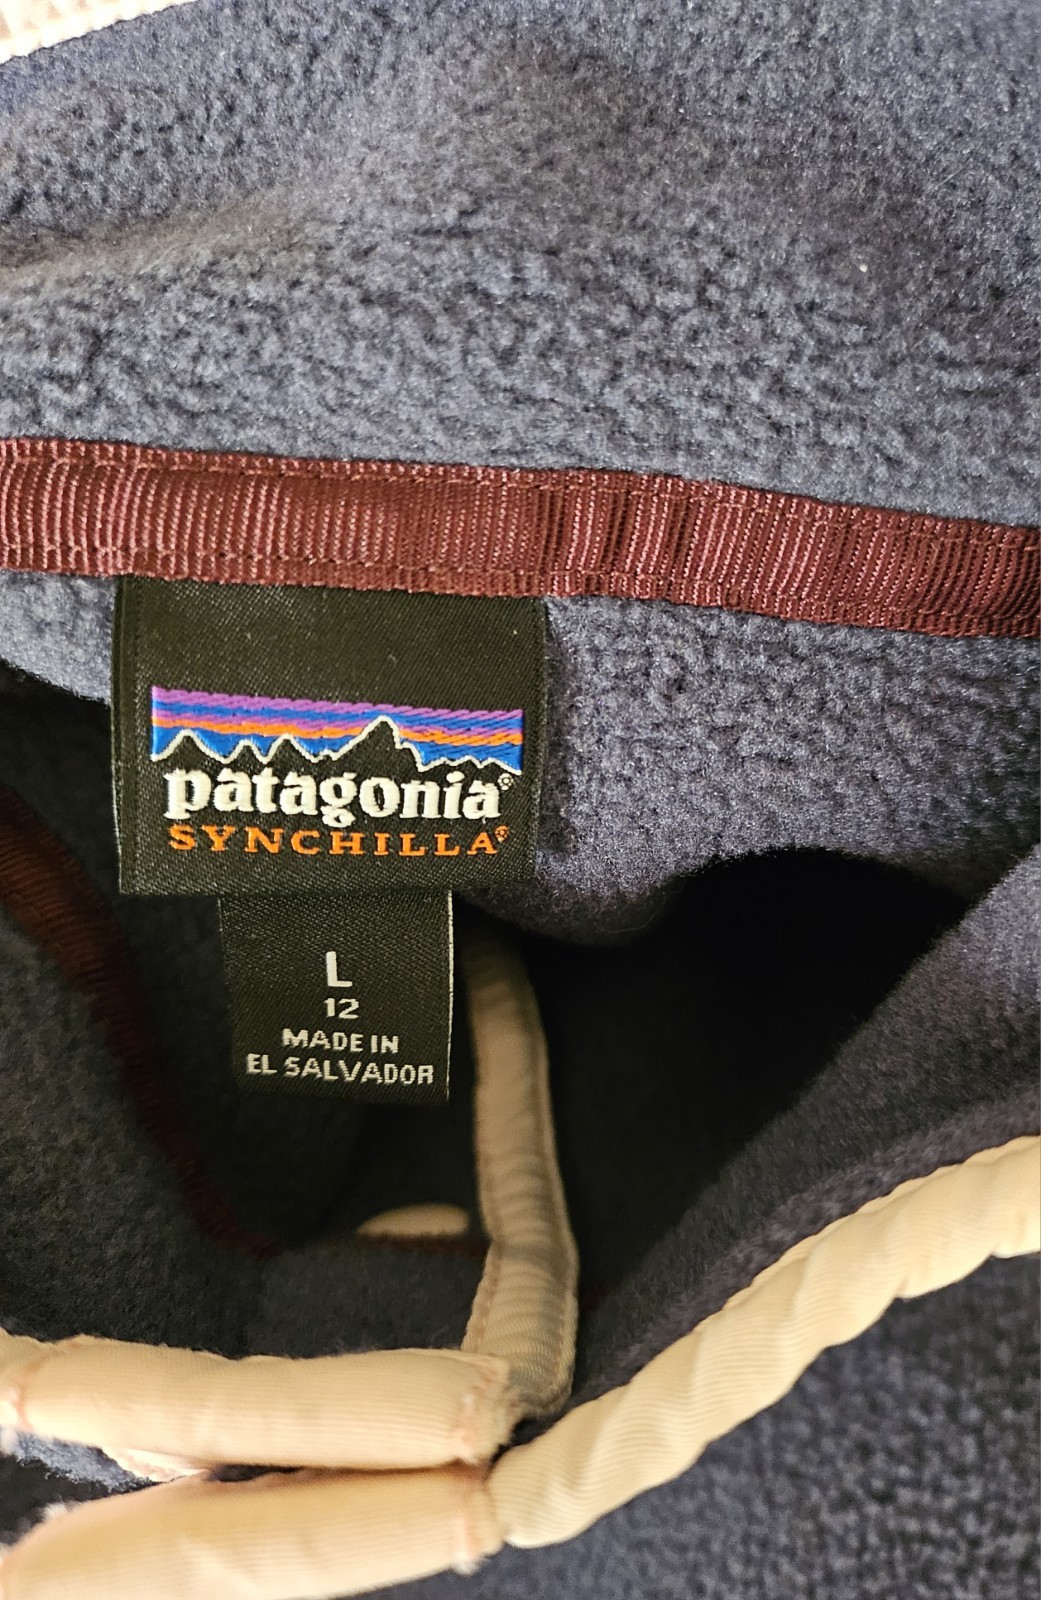 patagonia®
SYNCHILLA®
L
12
MADE IN
EL SALVADOR